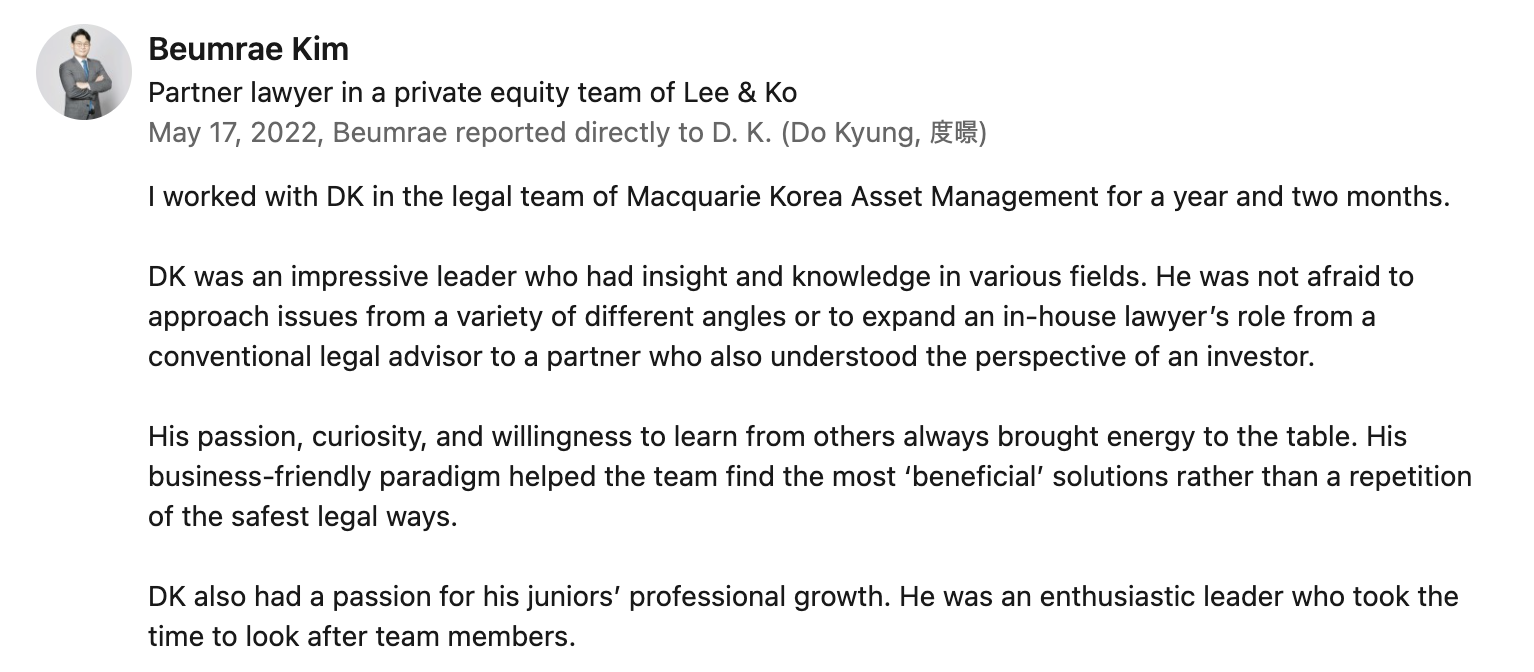 Beumrae Kim
Partner lawyer in a private equity team of Lee & Ko
May 17, 2022, Beumrae reported directly to D. K. (Do Kyung, 度暻)
I worked with DK in the legal team of Macquarie Korea Asset Management for a year and two months.
DK was an impressive leader who had insight and knowledge in various fields. He was not afraid to
approach issues from a variety of different angles or to expand an in-house lawyer’s role from a
conventional legal advisor to a partner who also understood the perspective of an investor.
His passion, curiosity, and willingness to learn from others always brought energy to the table. His
business-friendly paradigm helped the team find the most ‘beneficial’ solutions rather than a repetition
of the safest legal ways.
DK also had a passion for his juniors’ professional growth. He was an enthusiastic leader who took the
time to look after team members.